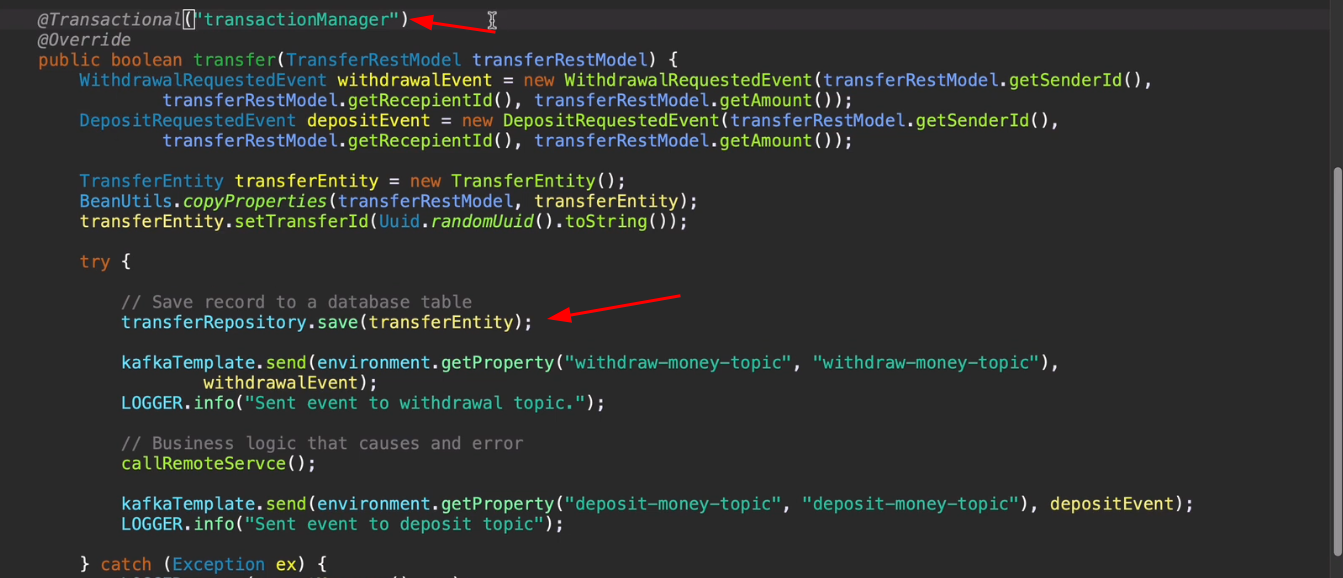 @Transactional("transactionManager")
@Override
public boolean transfer(TransferRestModel transferRestModel) {
WithdrawalRequestedEvent withdrawalEvent = new WithdrawalRequestedEvent(transferRestModel.getSenderId(),
transferRestModel.getRecepientId(), transferRestModel.getAmount());
DepositRequestedEvent depositEvent = new DepositRequestedEvent(transferRestModel.getSenderId(),
transferRestModel.getRecepientId(), transferRestModel.getAmount());
TransferEntity transferEntity = new TransferEntity();
BeanUtils.copyProperties(transferRestModel, transferEntity);
transferEntity.setTransferId(Uuid.randomUuid().toString());
try {
// Save record to a database table
transferRepository.save(transferEntity);
kafkaTemplate.send(environment.getProperty("withdraw-money-topic", "withdraw-money-topic"),
withdrawalEvent);
LOGGER.info("Sent event to withdrawal topic.");
// Business logic that causes and error
callRemoteServce();
kafkaTemplate.send(environment.getProperty("deposit-money-topic", "deposit-money-topic"), depositEvent);
LOGGER.info("Sent event to deposit topic");
} catch (Exception ex) {